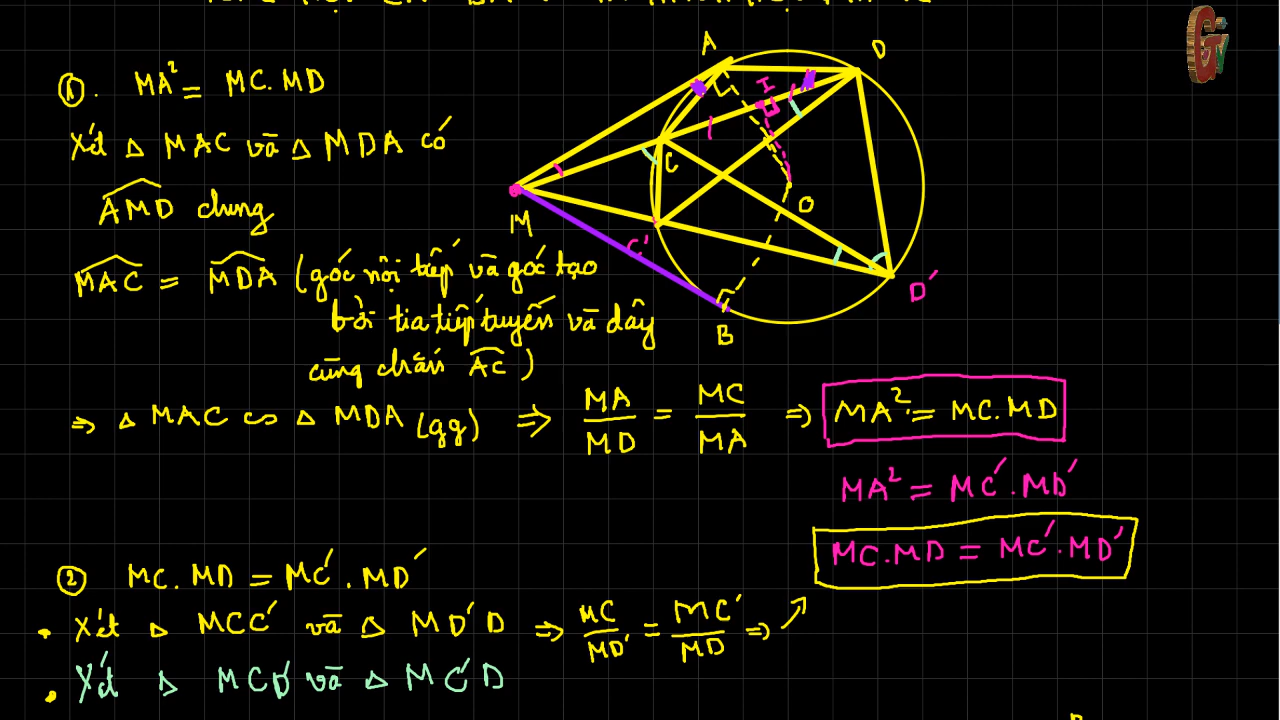 ① . MA² = MC.MD
Xét △ MAC và △ MDA có
∠AMD chung
∠MAC = ∠MDA (góc nội tiếp và góc tạo
bởi tia tiếp tuyến và dây
cùng chắn AC)
⇒ △ MAC ∽ △ MDA (gg) ⇒ MA/MD = MC/MA ⇒ MA² = MC.MD
MA² = MC'.MD'
MC.MD = MC'.MD'
② MC.MD = MC'.MD'
• Xét △ MCC' và △ MD'D ⇒ MC/MD' = MC'/MD ⇒
• Xét △ MCD' và △ MC'D
A
D
I
C
M
O
C'
D'
B
GTV